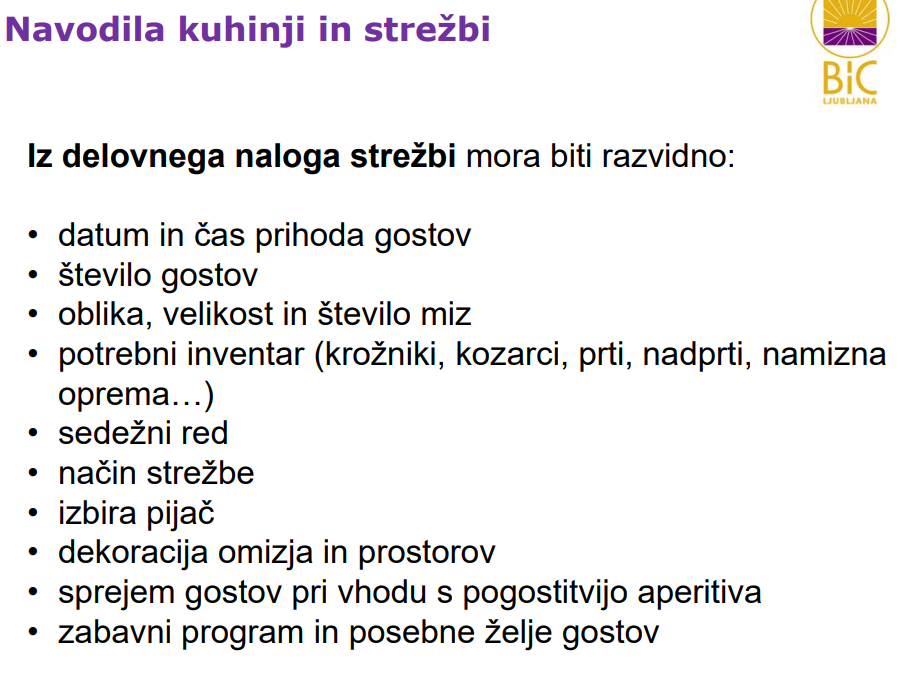 Navodila kuhinji in strežbi
BIC
LJUBLJANA
Iz delovnega naloga strežbi mora biti razvidno:
• datum in čas prihoda gostov
• število gostov
• oblika, velikost in število miz
• potrebni inventar (krožniki, kozarci, prti, nadprti, namizna
oprema…)
• sedežni red
• način strežbe
• izbira pijač
• dekoracija omizja in prostorov
• sprejem gostov pri vhodu s pogostitvijo aperitiva
• zabavni program in posebne želje gostov